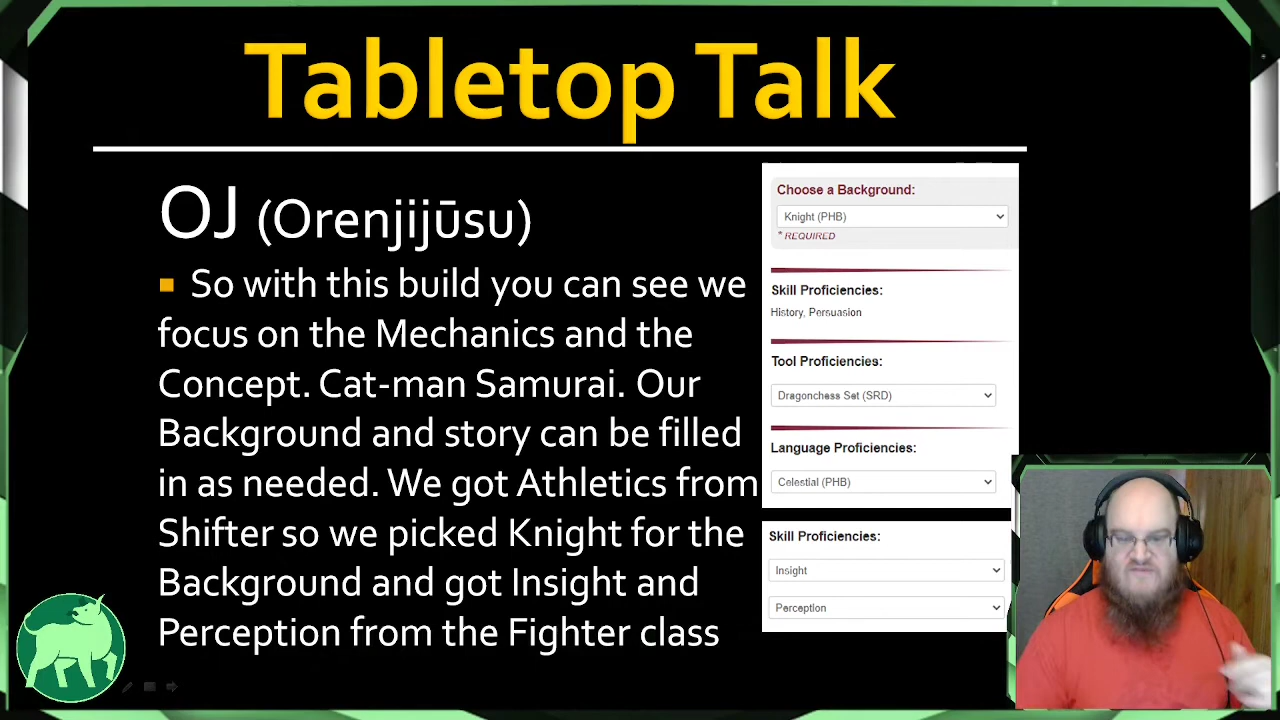 Tabletop Talk
OJ (Orenjijūsu)
So with this build you can see we
focus on the Mechanics and the
Concept. Cat-man Samurai. Our
Background and story can be filled
in as needed. We got Athletics from
Shifter so we picked Knight for the
Background and got Insight and
Perception from the Fighter class
Choose a Background:
Knight (PHB)
* REQUIRED
Skill Proficiencies:
History, Persuasion
Tool Proficiencies:
Dragonchess Set (SRD)
Language Proficiencies:
Celestial (PHB)
Skill Proficiencies:
Insight
Perception